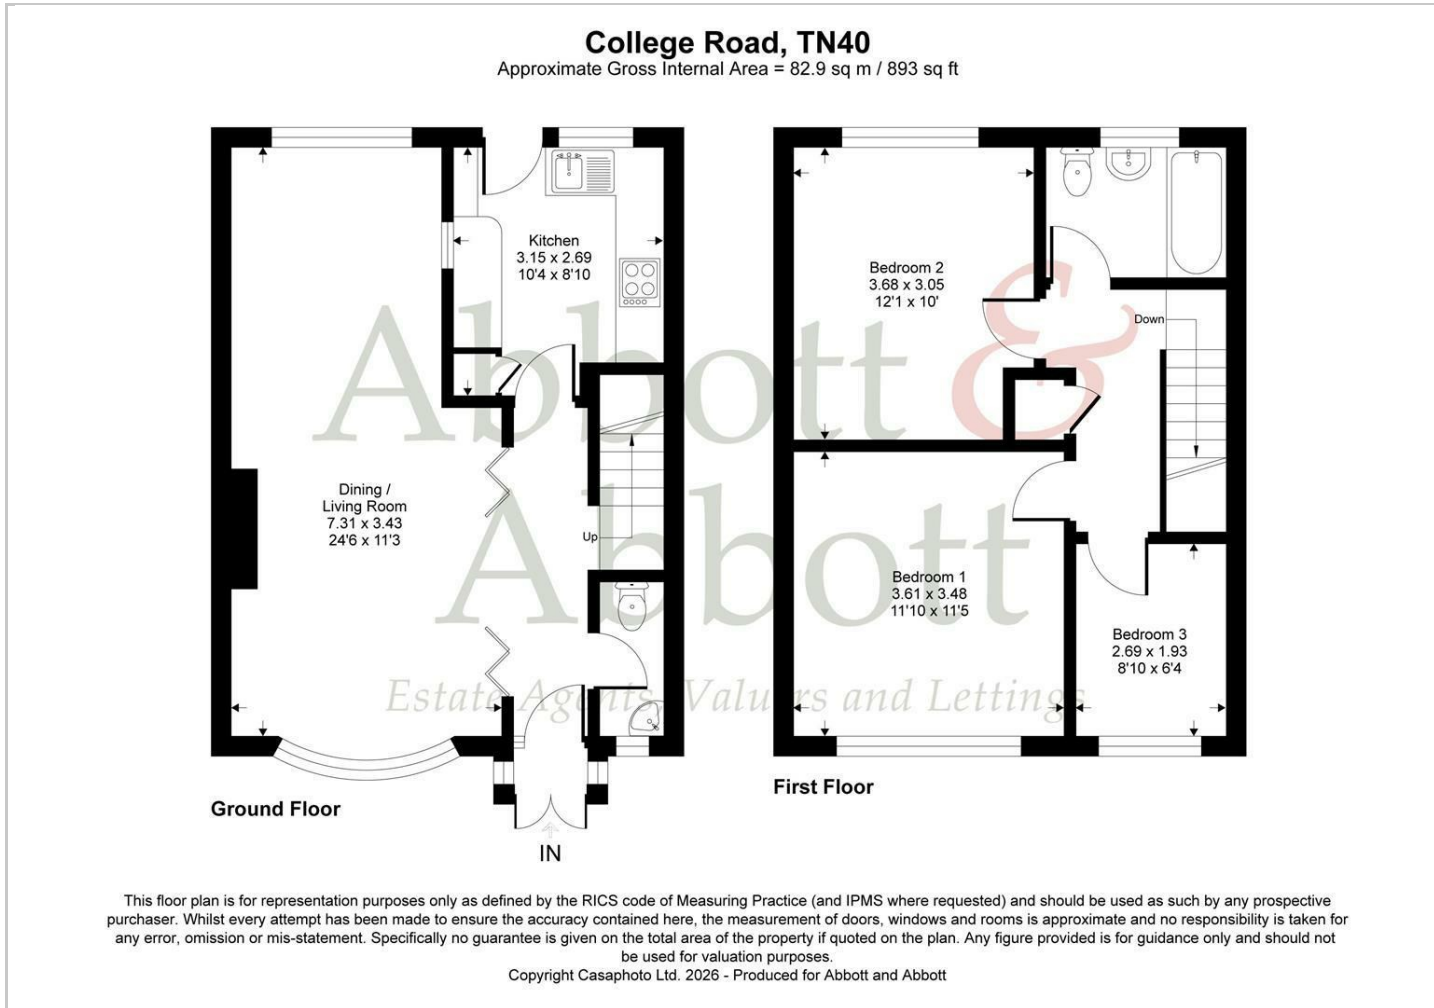 College Road, TN40
Approximate Gross Internal Area = 82.9 sq m / 893 sq ft
Kitchen
3.15 x 2.69
10'4 x 8'10
Dining /
Living Room
7.31 x 3.43
24'6 x 11'3
Up
IN
Ground Floor
Bedroom 2
3.68 x 3.05
12'1 x 10'
Down
Bedroom 1
3.61 x 3.48
11'10 x 11'5
Bedroom 3
2.69 x 1.93
8'10 x 6'4
First Floor
Abbott &
Abbott
Estate Agents, Valuers and Lettings
This floor plan is for representation purposes only as defined by the RICS code of Measuring Practice (and IPMS where requested) and should be used as such by any prospective
purchaser. Whilst every attempt has been made to ensure the accuracy contained here, the measurement of doors, windows and rooms is approximate and no responsibility is taken for
any error, omission or mis-statement. Specifically no guarantee is given on the total area of the property if quoted on the plan. Any figure provided is for guidance only and should not
be used for valuation purposes.
Copyright Casaphoto Ltd. 2026 - Produced for Abbott and Abbott